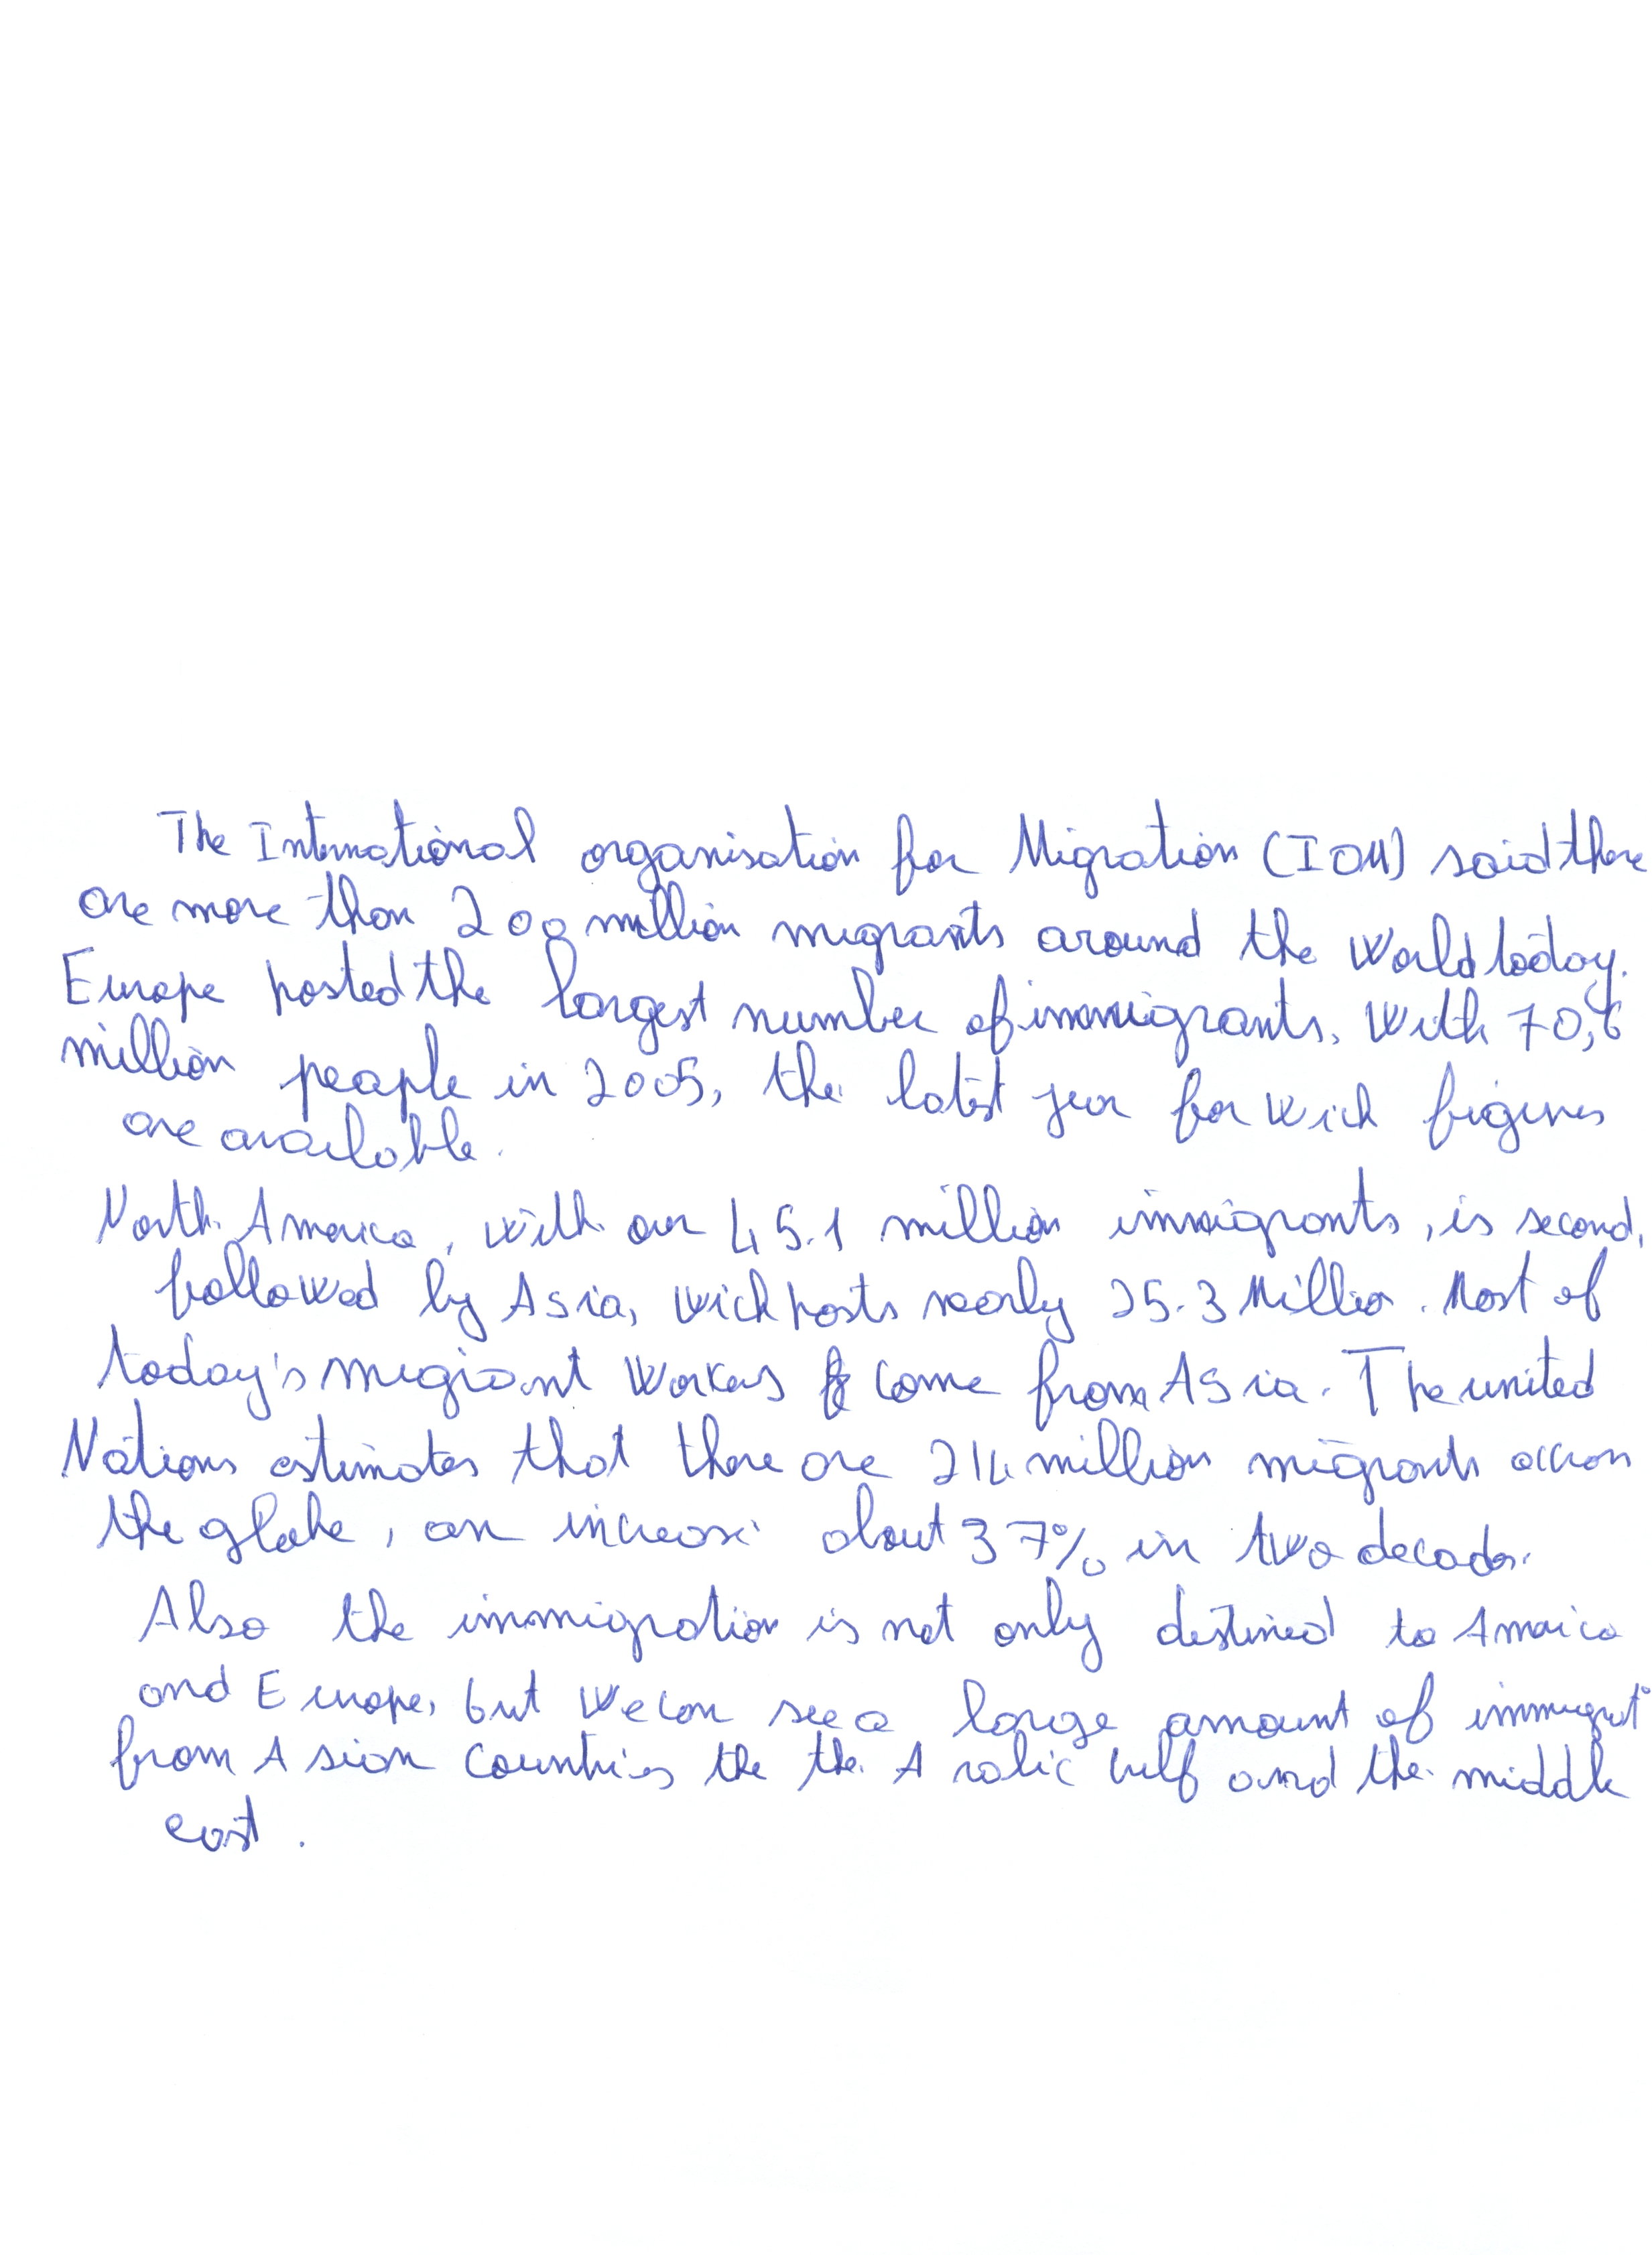 The International organisation for Migration (IOM) said there
are more than 200 million migrants around the World today.
Europe hosted the largest number of immigrants, With 70,6
million people in 2005, the latest year for wich figures
are available.
North America, with over 45.1 million immigrants, is second,
followed by Asia, wich hosts nearly 25.3 Million. Most of
today's migrant workers come from Asia. The united
Nations estimates that there are 214 million migrants across
the globe, an increase about 37% in two decades.
Also the immigration is not only destined to America
and Europe, but we can see a large amount of
from Asian Countries the the Arabic Gulf and the middle
east.